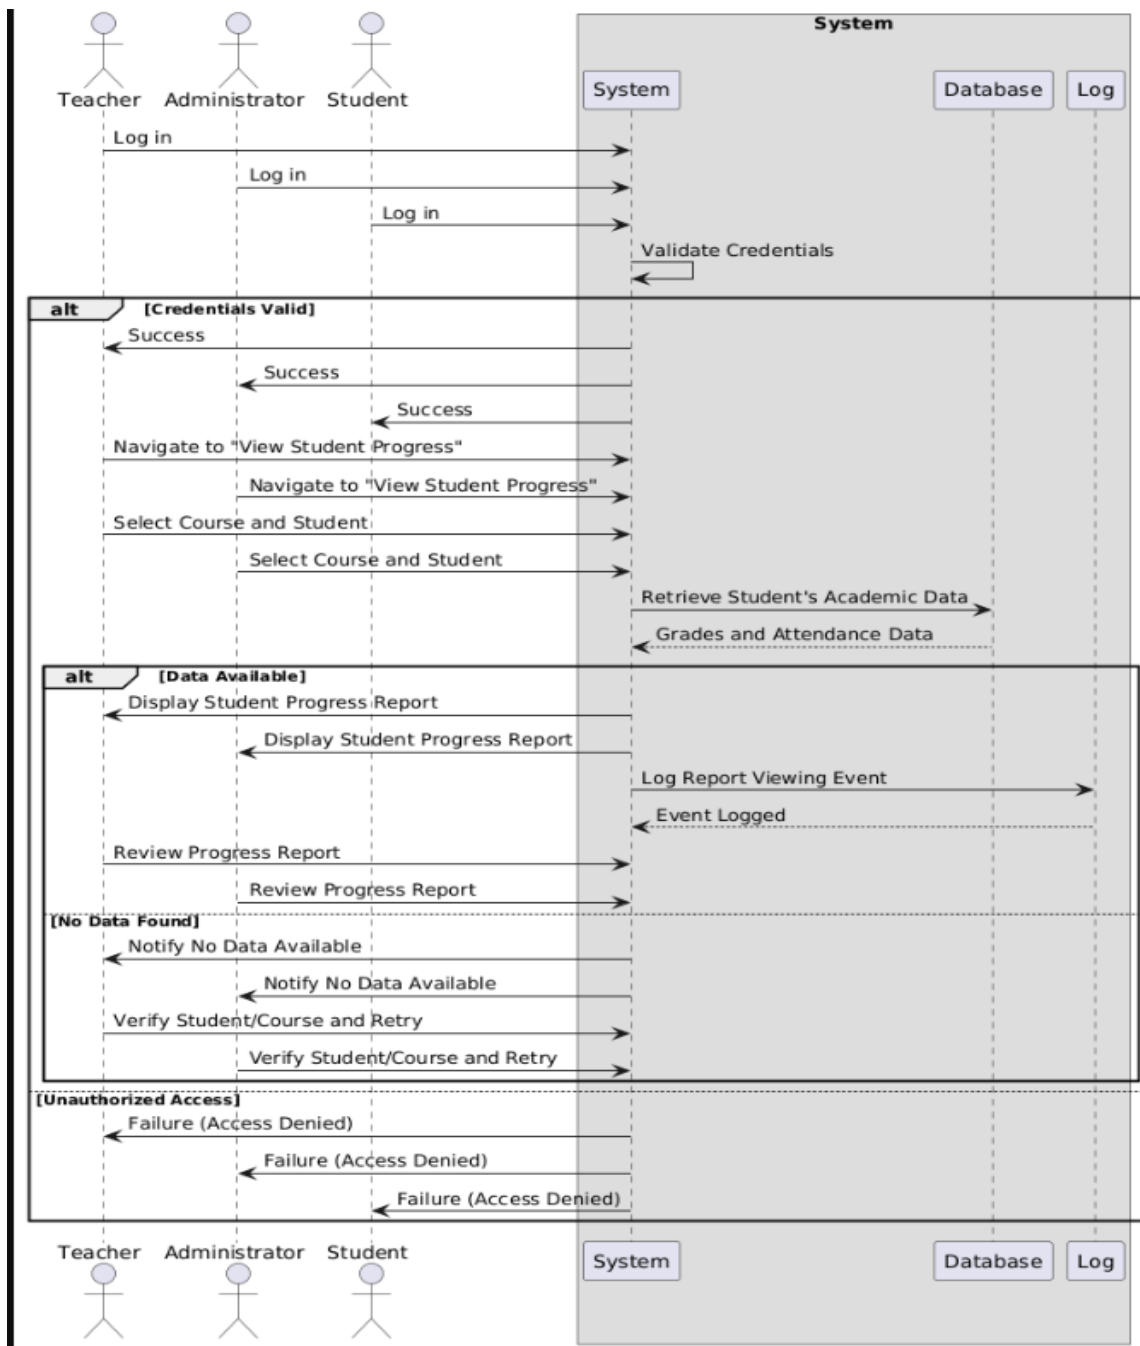 System
Teacher Administrator Student System Database Log
Log in
Log in
Log in
Validate Credentials
alt [Credentials Valid]
Success
Success
Success
Navigate to "View Student Progress"
Navigate to "View Student Progress"
Select Course and Student
Select Course and Student
Retrieve Student's Academic Data
Grades and Attendance Data
alt [Data Available]
Display Student Progress Report
Display Student Progress Report
Log Report Viewing Event
Event Logged
Review Progress Report
Review Progress Report
[No Data Found]
Notify No Data Available
Notify No Data Available
Verify Student/Course and Retry
Verify Student/Course and Retry
[Unauthorized Access]
Failure (Access Denied)
Failure (Access Denied)
Failure (Access Denied)
Teacher Administrator Student System Database Log